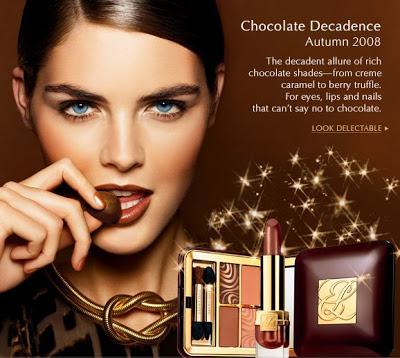 Chocolate Decadence
Autumn 2008
The decadent allure of rich
chocolate shades—from creme
caramel to berry truffle.
For eyes, lips and nails
that can't say no to chocolate.
LOOK DELECTABLE ▸